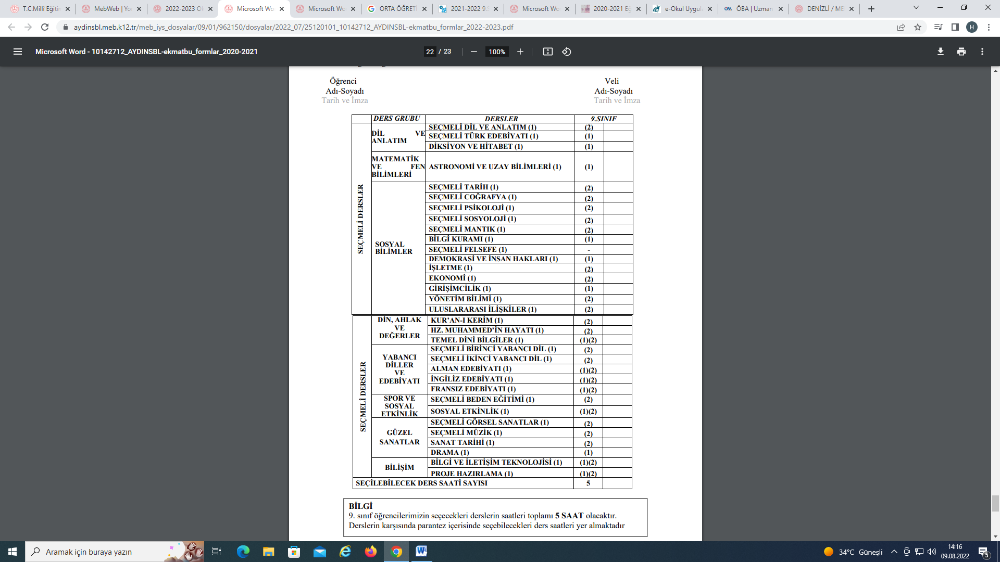 T.C.Millî Eğitin
MebWeb | Yö
2022-2023 O
Microsoft Wo
Microsoft Wo
ORTA ÖĞRETİ
2021-2022 9.S
Microsoft Wo
2020-2021 Eğ
e-Okul Uygula
ÖBA | Uzman
DENİZLİ / ME
aydinsbl.meb.k12.tr/meb_iys_dosyalar/09/01/962150/dosyalar/2022_07/25120101_10142712_AYDINSBL-ekmatbu_formlar_2022-2023.pdf
H
Microsoft Word - 10142712_AYDINSBL-ekmatbu_formlar_2020-2021
22 / 23
100%
Öğrenci Veli
Adı-Soyadı Adı-Soyadı
Tarih ve İmza Tarih ve İmza
DERS GRUBU DERSLER 9.SINIF
SEÇMELİ DERSLER
DİL VE ANLATIM
SEÇMELİ DİL VE ANLATIM (1) (2)
SEÇMELİ TÜRK EDEBİYATI (1) (1)
DİKSİYON VE HİTABET (1) (1)
MATEMATİK
VE FEN
BİLİMLERİ
ASTRONOMİ VE UZAY BİLİMLERİ (1) (1)
SOSYAL
BİLİMLER
SEÇMELİ TARİH (1) (2)
SEÇMELİ COĞRAFYA (1) (2)
SEÇMELİ PSİKOLOJİ (1) (2)
SEÇMELİ SOSYOLOJİ (1) (2)
SEÇMELİ MANTIK (1) (2)
BİLGİ KURAMI (1) (1)
SEÇMELİ FELSEFE (1) -
DEMOKRASİ VE İNSAN HAKLARI (1) (1)
İŞLETME (1) (2)
EKONOMİ (1) (2)
GİRİŞİMCİLİK (1) (1)
YÖNETİM BİLİMİ (1) (2)
ULUSLARARASI İLİŞKİLER (1) (2)
SEÇMELİ DERSLER
DİN, AHLAK
VE
DEĞERLER
KUR’AN-I KERİM (1) (2)
HZ. MUHAMMED’İN HAYATI (1) (2)
TEMEL DİNİ BİLGİLER (1) (1)(2)
YABANCI
DİLLER
VE
EDEBİYATI
SEÇMELİ BİRİNCİ YABANCI DİL (1) (2)
SEÇMELİ İKİNCİ YABANCI DİL (1) (2)
ALMAN EDEBİYATI (1) (1)(2)
İNGİLİZ EDEBİYATI (1) (1)(2)
FRANSIZ EDEBİYATI (1) (1)(2)
SPOR VE
SOSYAL
ETKİNLİK
SEÇMELİ BEDEN EĞİTİMİ (1) (2)
SOSYAL ETKİNLİK (1) (1)(2)
GÜZEL
SANATLAR
SEÇMELİ GÖRSEL SANATLAR (1) (2)
SEÇMELİ MÜZİK (1) (2)
SANAT TARİHİ (1) (2)
DRAMA (1) (1)
BİLİŞİM
BİLGİ VE İLETİŞİM TEKNOLOJİSİ (1) (1)(2)
PROJE HAZIRLAMA (1) (1)(2)
SEÇİLEBİLECEK DERS SAATİ SAYISI 5
BİLGİ
9. sınıf öğrencilerimizin seçecekleri derslerin saatleri toplamı 5 SAAT olacaktır.
Derslerin karşısında parantez içerisinde seçebilecekleri ders saatleri yer almaktadır
Aramak için buraya yazın
34°C Güneşli
14:16
09.08.2022
5